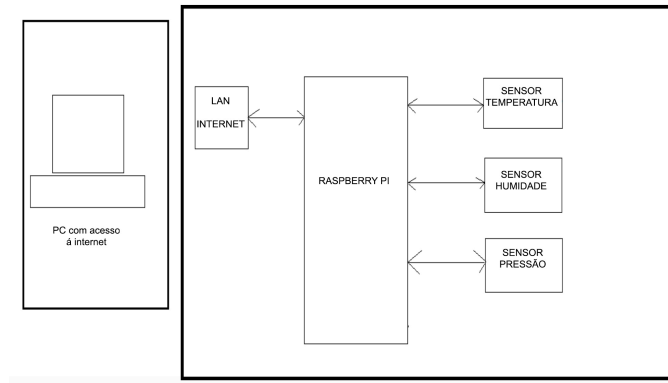 PC com acesso
á internet
LAN
INTERNET
RASPBERRY PI
SENSOR
TEMPERATURA
SENSOR
HUMIDADE
SENSOR
PRESSÃO